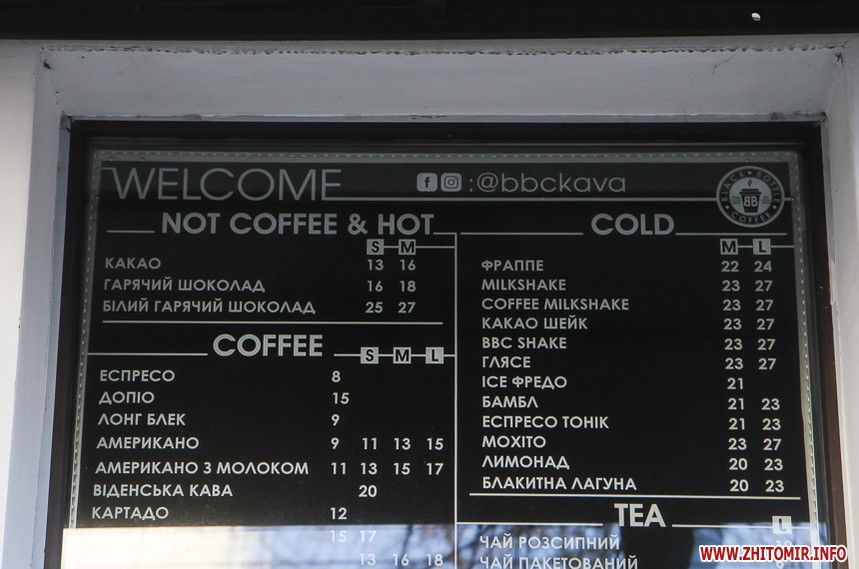 WELCOME
:@bbckava
BLACK BOTTLE COFFEE
BB
NOT COFFEE & HOT
S M
КАКАО 13 16
ГАРЯЧИЙ ШОКОЛАД 16 18
БІЛИЙ ГАРЯЧИЙ ШОКОЛАД 25 27
COFFEE
S M L
ЕСПРЕСО 8
ДОПІО 15
ЛОНГ БЛЕК 9
АМЕРИКАНО 9 11 13 15
АМЕРИКАНО З МОЛОКОМ 11 13 15 17
ВІДЕНСЬКА КАВА 20
КАРТАДО 12
15 17
13 16 18
COLD
M L
ФРАППЕ 22 24
MILKSHAKE 23 27
COFFEE MILKSHAKE 23 27
КАКАО ШЕЙК 23 27
BBC SHAKE 23 27
ГЛЯСЕ 23 27
ICE ФРЕДО 21
БАМБЛ 21 23
ЕСПРЕСО ТОНІК 21 23
МОХІТО 23 27
ЛИМОНАД 20 23
БЛАКИТНА ЛАГУНА 20 23
TEA
L
ЧАЙ РОЗСИПНИЙ
ЧАЙ ПАКЕТОВАНИЙ
WWW.ZHITOMIR.INFO